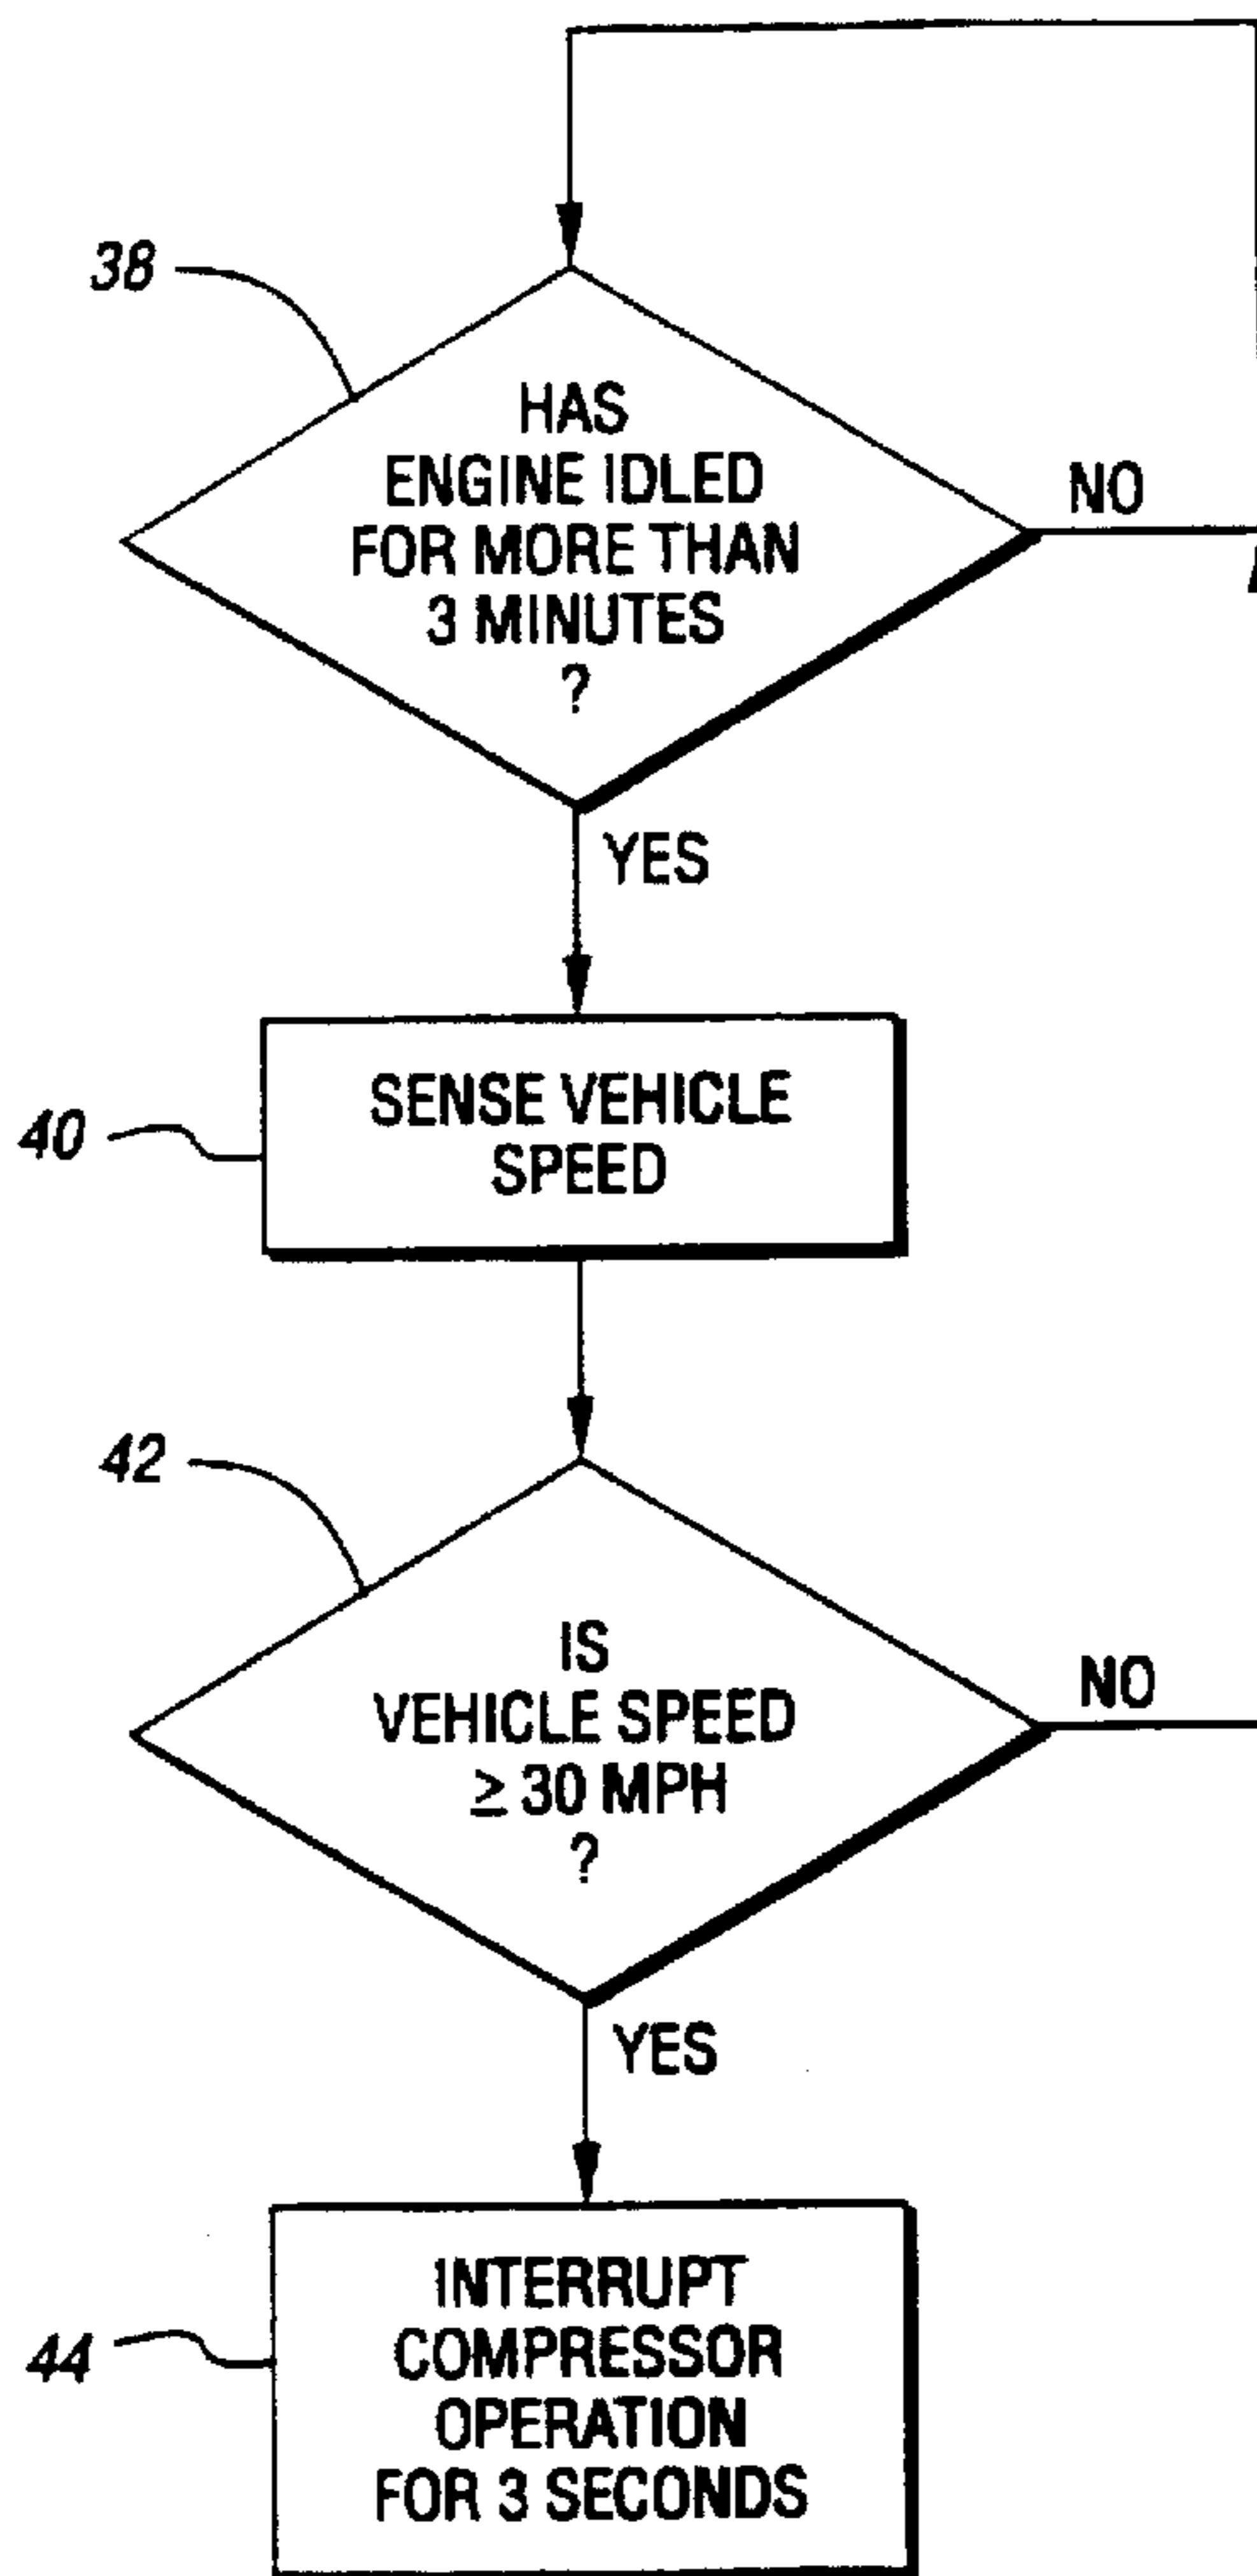 38
HAS
ENGINE IDLED
FOR MORE THAN
3 MINUTES
?
NO
YES
40
SENSE VEHICLE
SPEED
42
IS
VEHICLE SPEED
≥ 30 MPH
?
NO
YES
44
INTERRUPT
COMPRESSOR
OPERATION
FOR 3 SECONDS